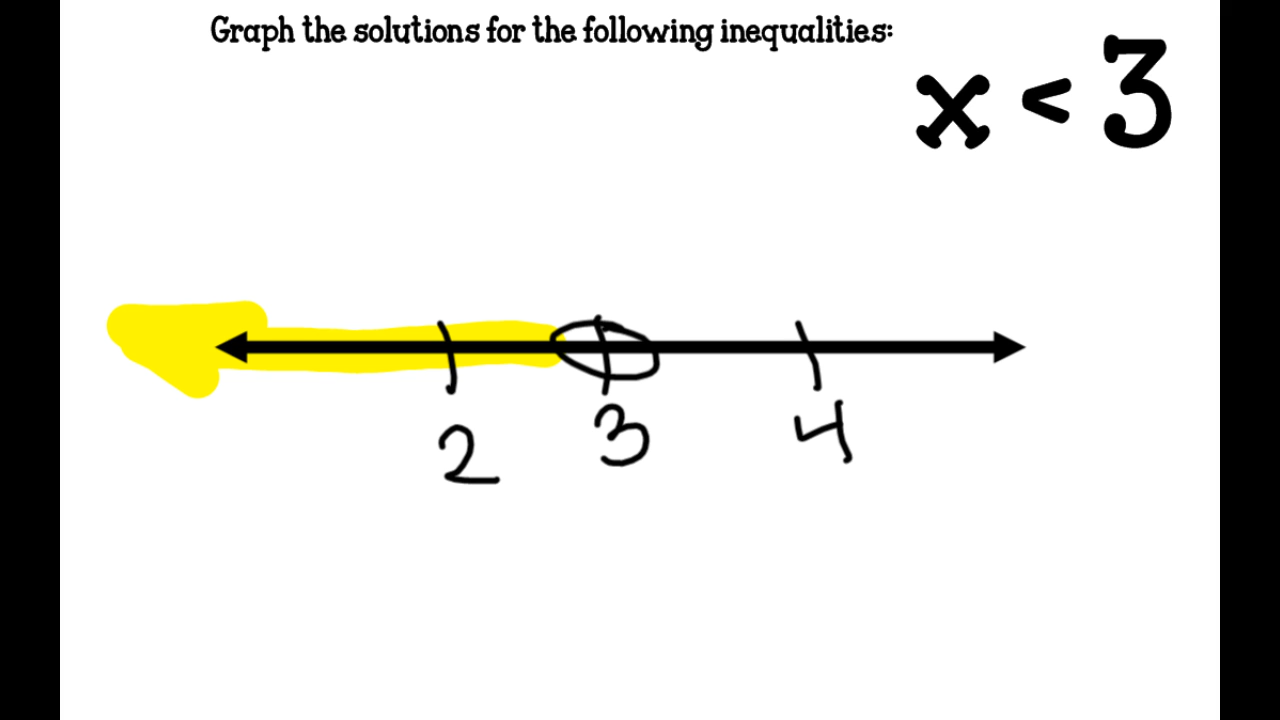 Graph the solutions for the following inequalities:
x < 3
2 3 4